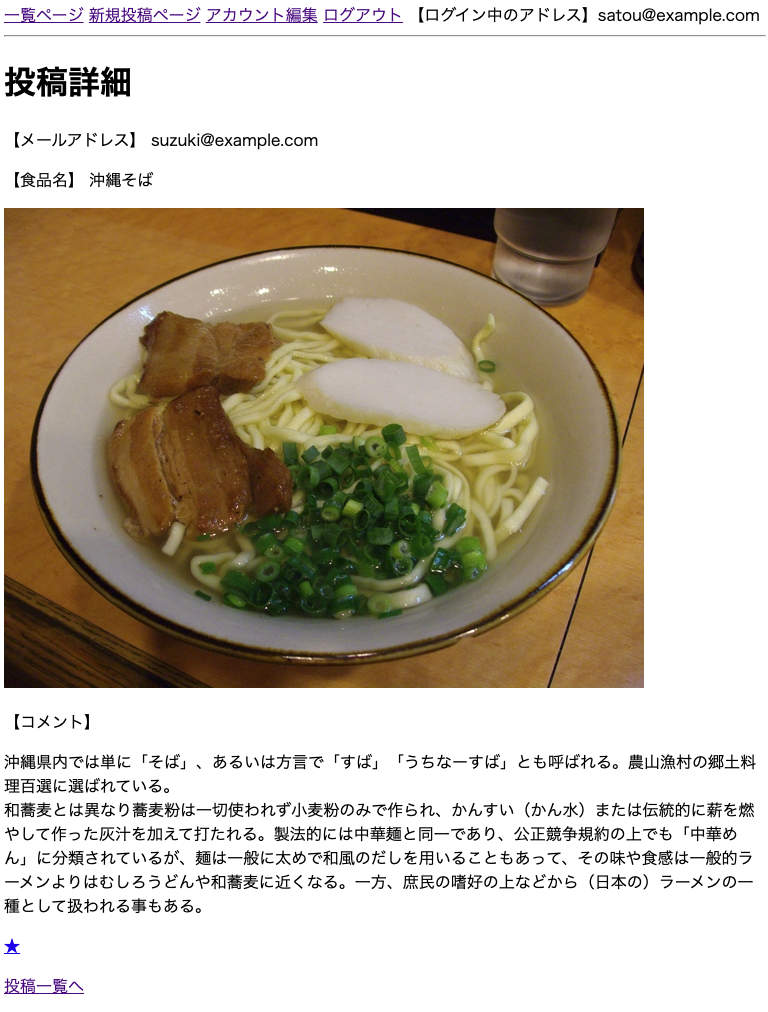 一覧ページ 新規投稿ページ アカウント編集 ログアウト 【ログイン中のアドレス】satou@example.com
投稿詳細
【メールアドレス】 suzuki@example.com
【食品名】 沖縄そば
【コメント】
沖縄県内では単に「そば」、あるいは方言で「すば」「うちなーすば」とも呼ばれる。農山漁村の郷土料
理百選に選ばれている。
和蕎麦とは異なり蕎麦粉は一切使われず小麦粉のみで作られ、かんすい（かん水）または伝統的に薪を燃
やして作った灰汁を加えて打たれる。製法的には中華麺と同一であり、公正競争規約の上でも「中華め
ん」に分類されているが、麺は一般に太めで和風のだしを用いることもあって、その味や食感は一般的ラ
ーメンよりはむしろうどんや和蕎麦に近くなる。一方、庶民の嗜好の上などから（日本の）ラーメンの一
種として扱われる事もある。
★
投稿一覧へ